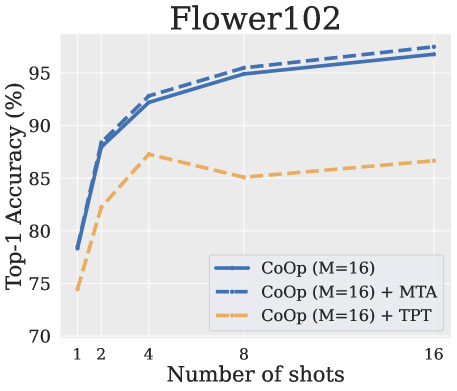 Flower102
Top-1 Accuracy (%)
95
90
85
80
75
70
CoOp (M=16)
CoOp (M=16) + MTA
CoOp (M=16) + TPT
1 2 4 8 16
Number of shots